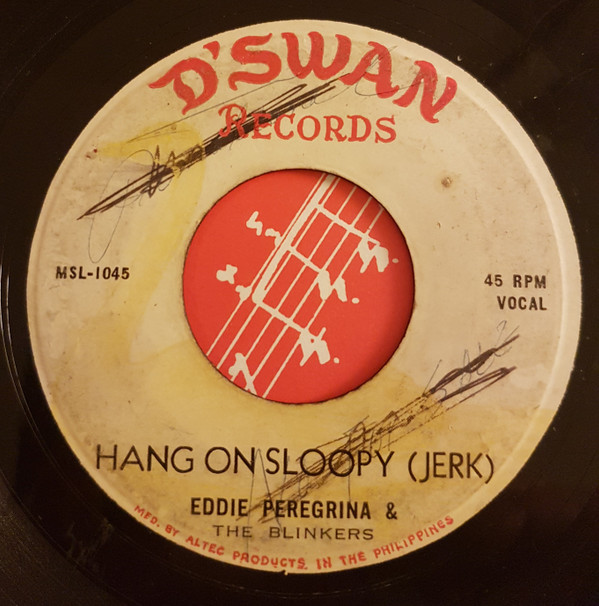 D'SWAN
RECORDS
MSL-1045
45 RPM
VOCAL
HANG ON SLOOPY (JERK)
EDDIE PEREGRINA &
THE BLINKERS
MFD. BY ALTEC PRODUCTS. IN THE PHILIPPINES